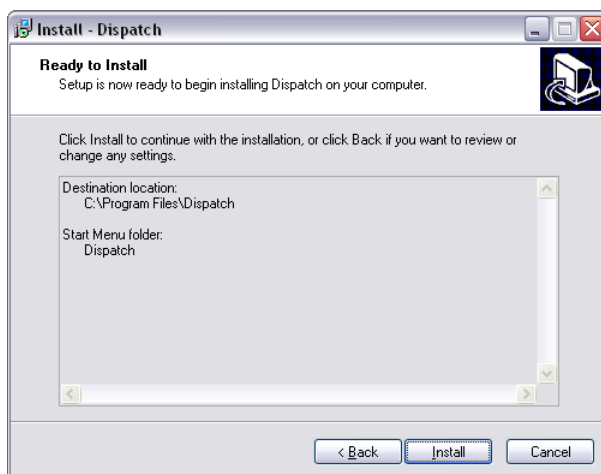 Install - Dispatch
Ready to Install
Setup is now ready to begin installing Dispatch on your computer.
Click Install to continue with the installation, or click Back if you want to review or
change any settings.
Destination location:
C:\Program Files\Dispatch
Start Menu folder:
Dispatch
< Back
Install
Cancel